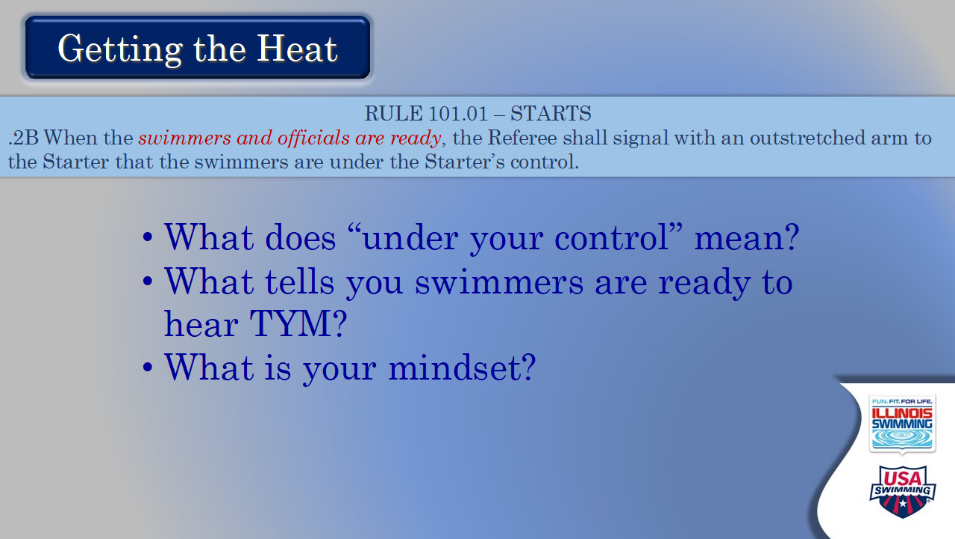 Getting the Heat
RULE 101.01 – STARTS
.2B When the swimmers and officials are ready, the Referee shall signal with an outstretched arm to
the Starter that the swimmers are under the Starter’s control.
• What does “under your control” mean?
• What tells you swimmers are ready to
hear TYM?
• What is your mindset?
FUN. FIT. FOR LIFE.
ILLINOIS
SWIMMING
USA
SWIMMING